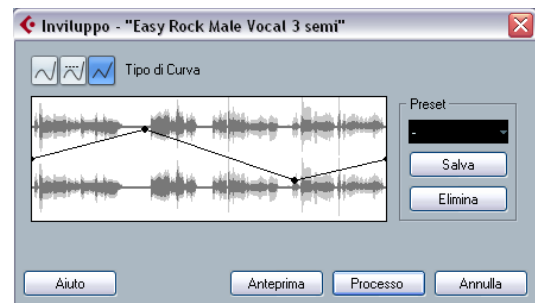 Inviluppo - "Easy Rock Male Vocal 3 semi"
Tipo di Curva
Preset
-
Salva
Elimina
Aiuto
Anteprima
Processo
Annulla